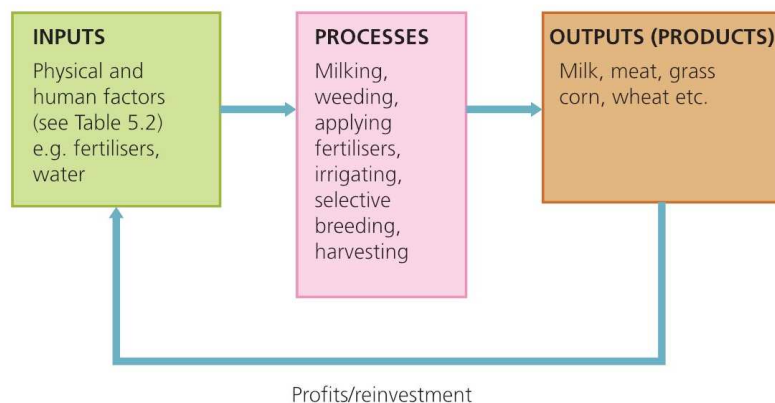 INPUTS
Physical and
human factors
(see Table 5.2)
e.g. fertilisers,
water
PROCESSES
Milking,
weeding,
applying
fertilisers,
irrigating,
selective
breeding,
harvesting
OUTPUTS (PRODUCTS)
Milk, meat, grass
corn, wheat etc.
Profits/reinvestment